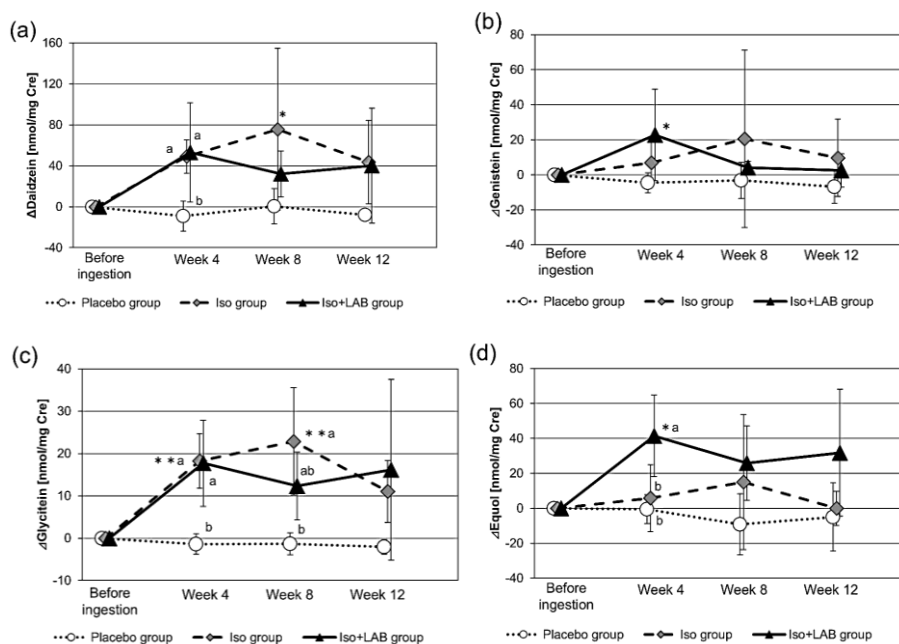 (a)
ΔDaidzein [nmol/mg Cre]
160
120
80
40
0
-40
a
a
b
*
Before
ingestion
Week 4
Week 8
Week 12
Placebo group
Iso group
Iso+LAB group
(b)
⊿Genistein [nmol/mg Cre]
80
60
40
20
0
-20
-40
*
Before
ingestion
Week 4
Week 8
Week 12
Placebo group
Iso group
Iso+LAB group
(c)
⊿Glycitein [nmol/mg Cre]
40
30
20
10
0
-10
**a
a
b
**a
ab
b
Before
ingestion
Week 4
Week 8
Week 12
Placebo group
Iso group
Iso+LAB group
(d)
⊿Equol [nmol/mg Cre]
80
60
40
20
0
-20
-40
*a
b
b
Before
ingestion
Week 4
Week 8
Week 12
Placebo group
Iso group
Iso+LAB group